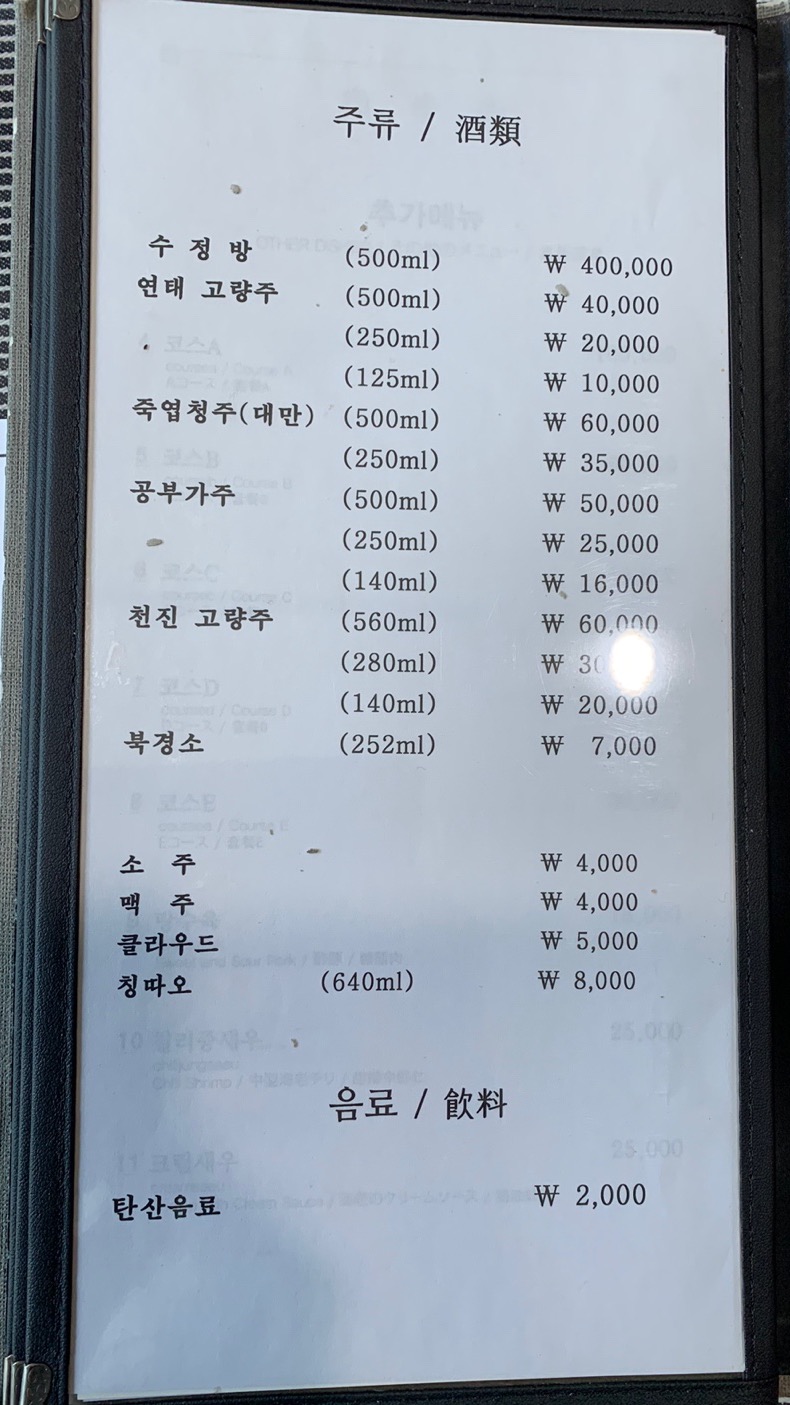 주류 / 酒類
수 정 방 (500ml) ₩ 400,000
연태 고량주 (500ml) ₩ 40,000
(250ml) ₩ 20,000
(125ml) ₩ 10,000
죽엽청주(대만) (500ml) ₩ 60,000
(250ml) ₩ 35,000
공부가주 (500ml) ₩ 50,000
(250ml) ₩ 25,000
(140ml) ₩ 16,000
천진 고량주 (560ml) ₩ 60,000
(280ml) ₩
(140ml) ₩ 20,000
북경소 (252ml) ₩ 7,000
소 주 ₩ 4,000
맥 주 ₩ 4,000
클라우드 ₩ 5,000
칭따오 (640ml) ₩ 8,000
음료 / 飮料
탄산음료 ₩ 2,000